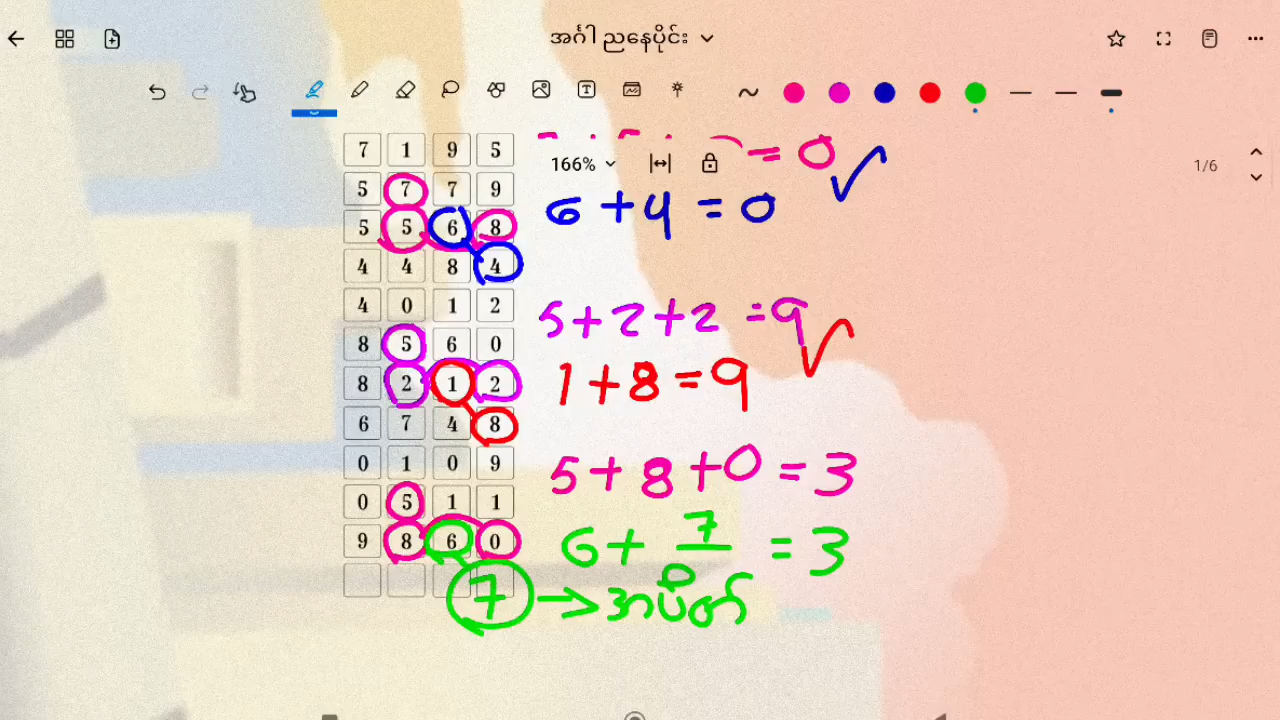 အင်္ဂါ ညနေပိုင်း
166%
1/6
7 1 9 5
= 0
5 7 7 9
6 + 4 = 0
5 5 6 8
4 4 8 4
4 0 1 2
5 + 2 + 2 = 9
8 5 6 0
8 2 1 2
1 + 8 = 9
6 7 4 8
0 1 0 9
5 + 8 + 0 = 3
0 5 1 1
9 8 6 0
6 + 7 = 3
7 → အပိတ်